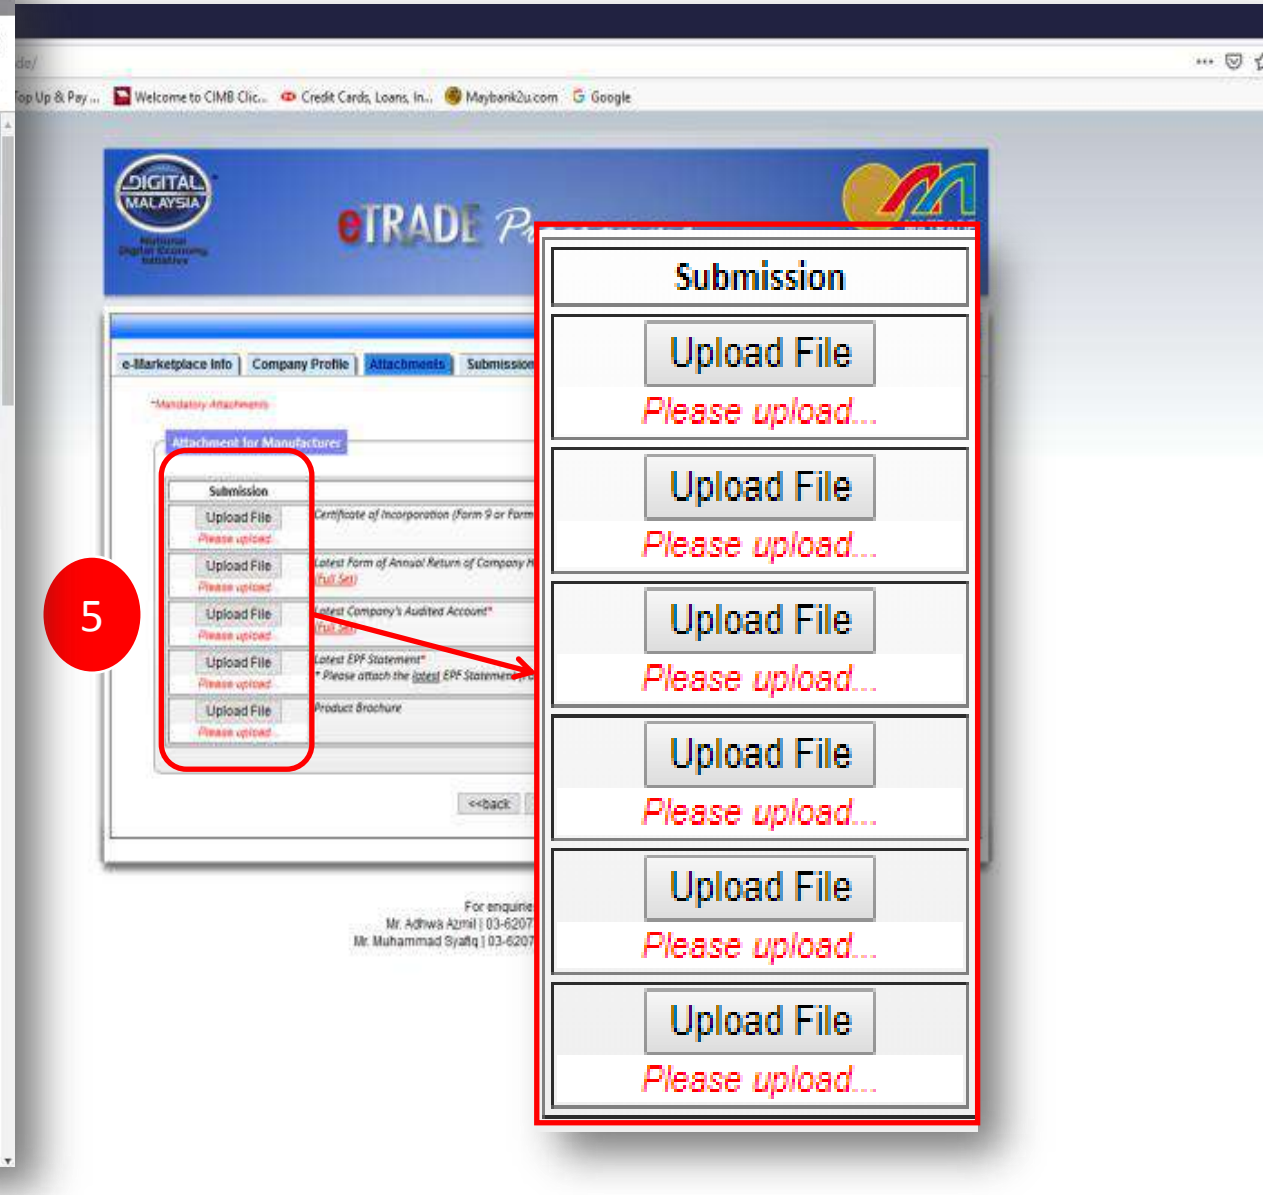 de/
Top Up & Pay ...
Welcome to CIMB Clic...
Credit Cards, Loans, In...
Maybank2u.com
Google
DIGITAL
MALAYSIA
National
Digital Economy
Initiative
eTRADE
e-Marketplace Info
Company Profile
Attachments
Submission
*Mandatory Attachments
Attachment for Manufacturer
Submission
Upload File
Please upload...
Certificate of Incorporation (Form 9 or Form
Upload File
Please upload...
Latest Form of Annual Return of Company
(Full Set)
Upload File
Please upload...
Latest Company's Audited Account*
(Full Set)
Upload File
Please upload...
Latest EPF Statement*
* Please attach the latest EPF Statement
Upload File
Please upload...
Product Brochure
<<back
For enquirie
Mr. Adhwa Azmil | 03-6207
Mr. Muhammad Syafiq | 03-6207
5
Submission
Upload File
Please upload...
Upload File
Please upload...
Upload File
Please upload...
Upload File
Please upload...
Upload File
Please upload...
Upload File
Please upload...